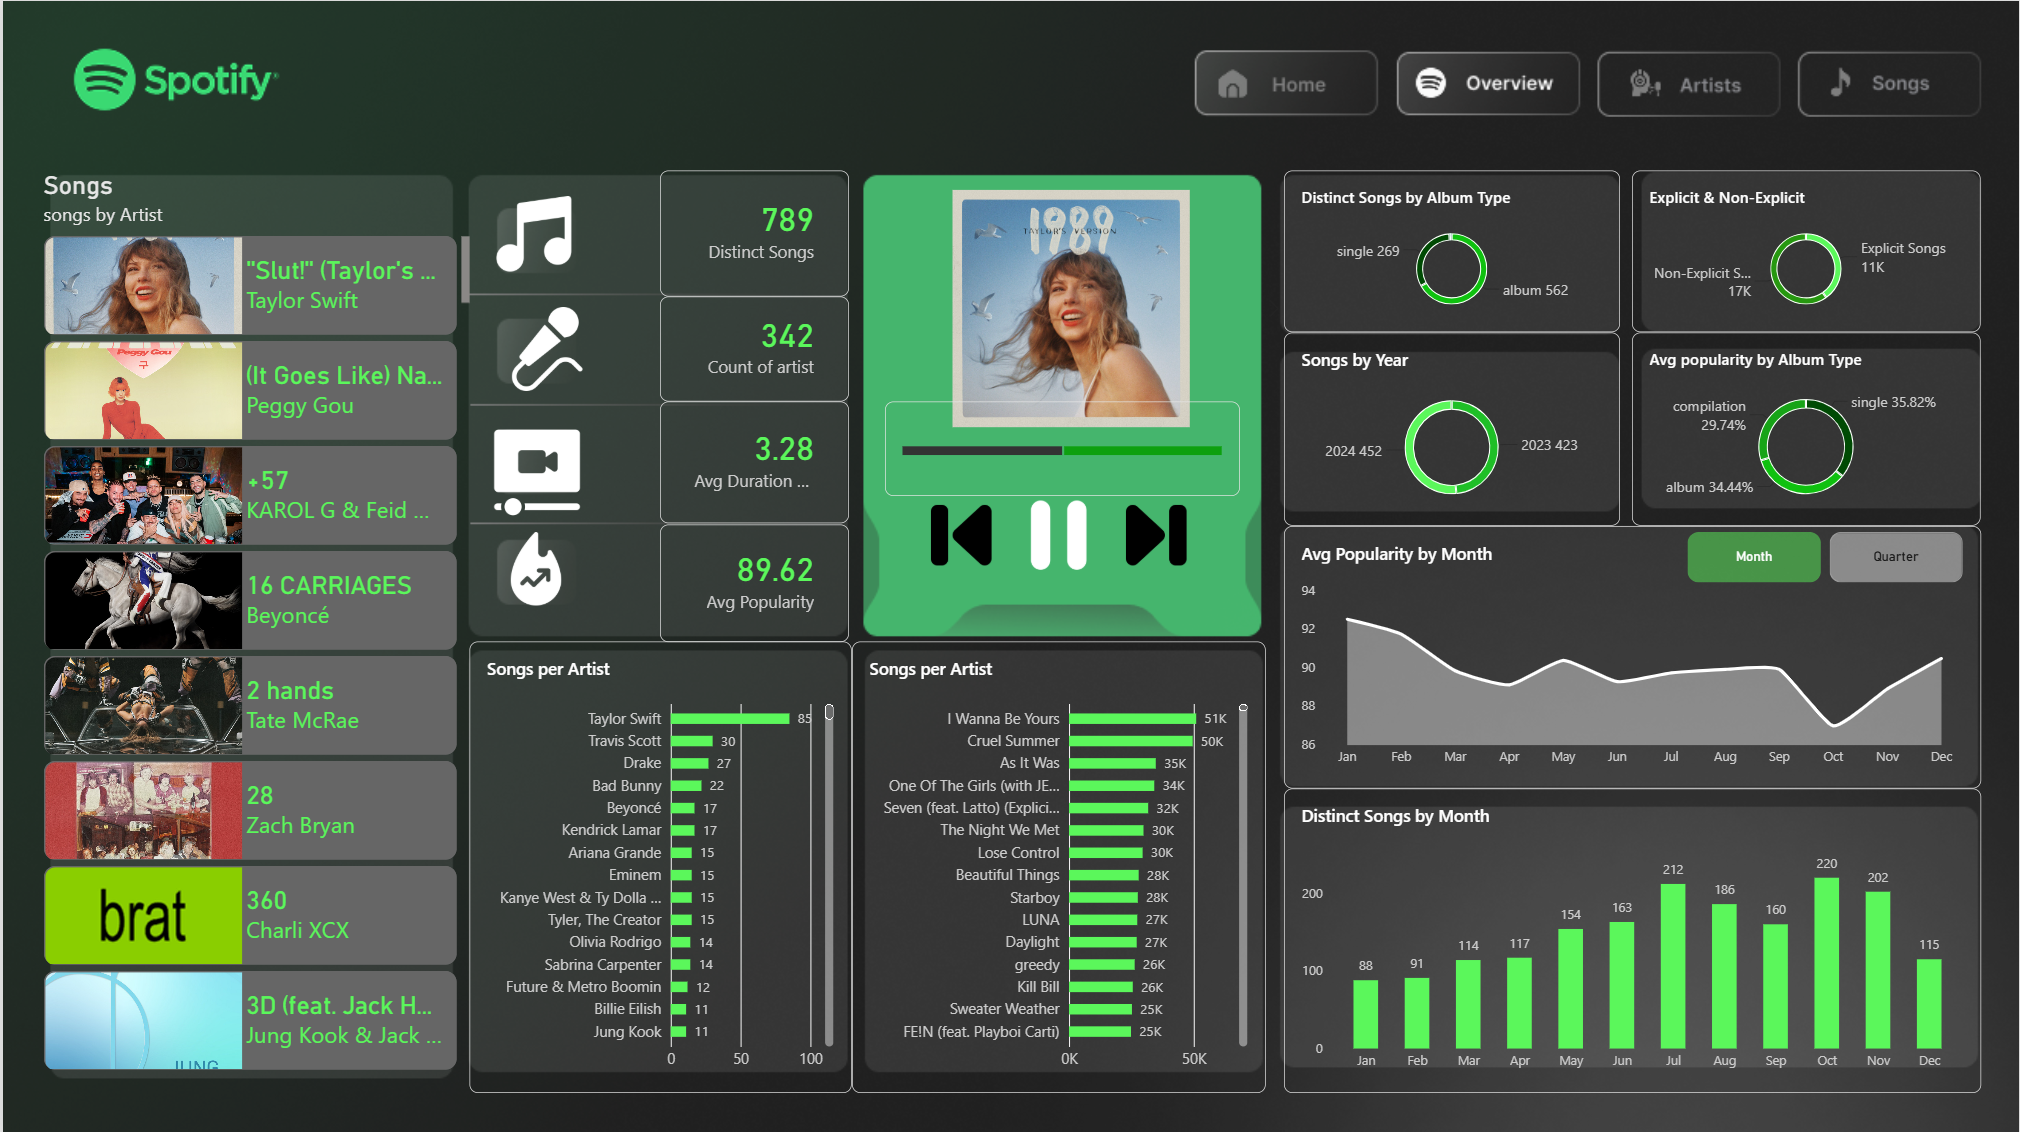 Spotify
Home
Overview
Artists
Songs
Songs
songs by Artist
"Slut!" (Taylor's ...
Taylor Swift
Peggy Gou
구
(It Goes Like) Na...
Peggy Gou
+57
KAROL G & Feid ...
16 CARRIAGES
Beyoncé
2 hands
Tate McRae
28
Zach Bryan
brat
360
Charli XCX
JUNG
3D (feat. Jack H...
Jung Kook & Jack ...
789
Distinct Songs
342
Count of artist
3.28
Avg Duration ...
89.62
Avg Popularity
1989
TAYLOR'S VERSION
Distinct Songs by Album Type
single 269
album 562
Explicit & Non-Explicit
Explicit Songs
11K
Non-Explicit S...
17K
Songs by Year
2024 452
2023 423
Avg popularity by Album Type
compilation
29.74%
single 35.82%
album 34.44%
Songs per Artist
Taylor Swift 85
Travis Scott 30
Drake 27
Bad Bunny 22
Beyoncé 17
Kendrick Lamar 17
Ariana Grande 15
Eminem 15
Kanye West & Ty Dolla ... 15
Tyler, The Creator 15
Olivia Rodrigo 14
Sabrina Carpenter 14
Future & Metro Boomin 12
Billie Eilish 11
Jung Kook 11
0 50 100
Songs per Artist
I Wanna Be Yours 51K
Cruel Summer 50K
As It Was 35K
One Of The Girls (with JE... 34K
Seven (feat. Latto) (Explici... 32K
The Night We Met 30K
Lose Control 30K
Beautiful Things 28K
Starboy 28K
LUNA 27K
Daylight 27K
greedy 26K
Kill Bill 26K
Sweater Weather 25K
FE!N (feat. Playboi Carti) 25K
0K 50K
Avg Popularity by Month
Month
Quarter
94
92
90
88
86
Jan Feb Mar Apr May Jun Jul Aug Sep Oct Nov Dec
Distinct Songs by Month
200
100
0
88 91 114 117 154 163 212 186 160 220 202 115
Jan Feb Mar Apr May Jun Jul Aug Sep Oct Nov Dec